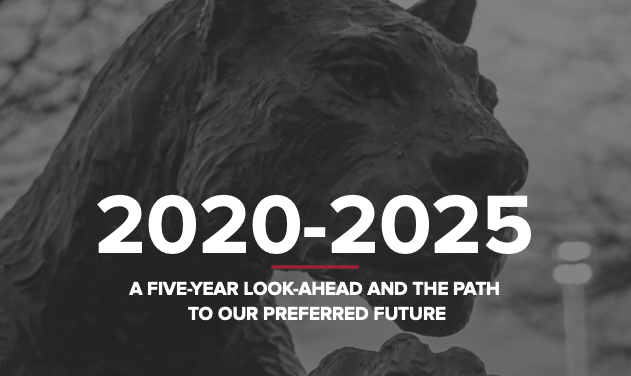 2020-2025
A FIVE-YEAR LOOK-AHEAD AND THE PATH
TO OUR PREFERRED FUTURE